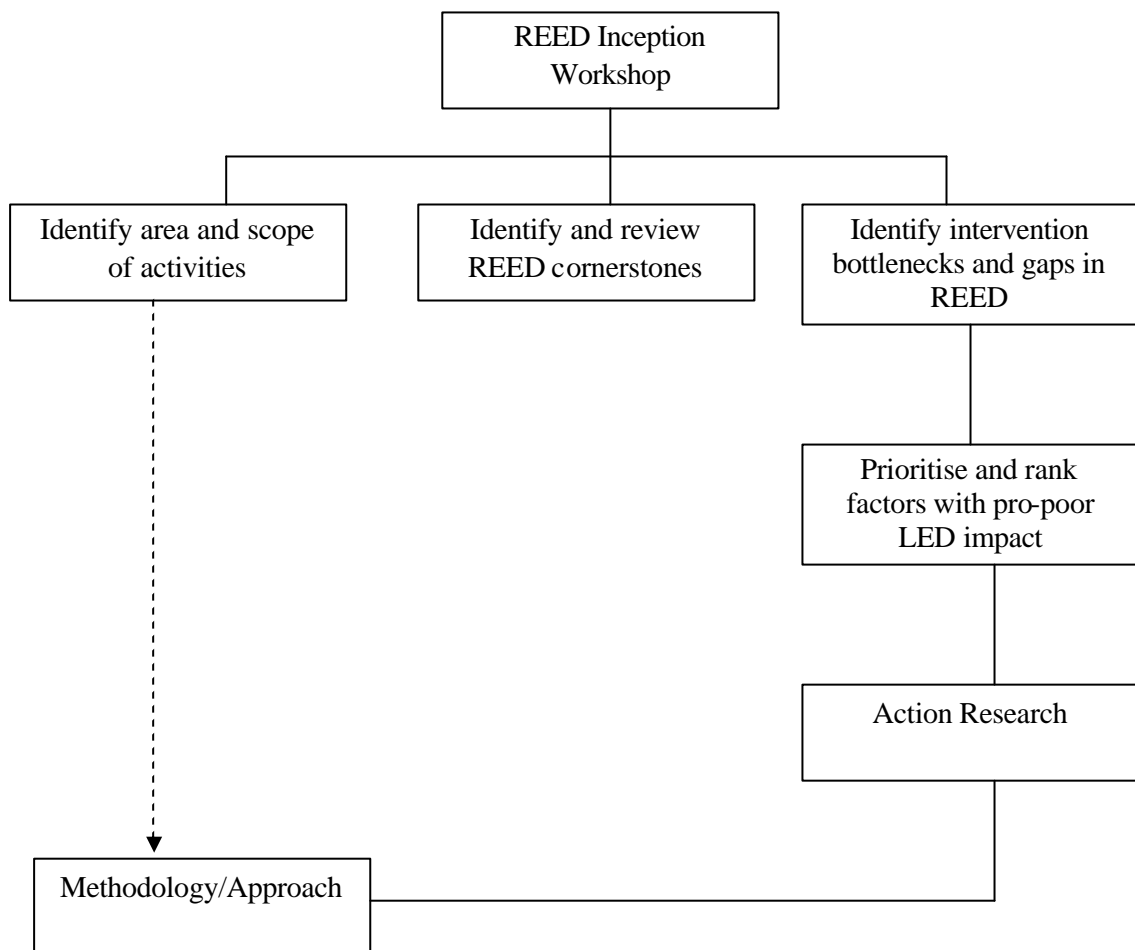 REED Inception
Workshop
Identify area and scope
of activities
Identify and review
REED cornerstones
Identify intervention
bottlenecks and gaps in
REED
Prioritise and rank
factors with pro-poor
LED impact
Action Research
Methodology/Approach